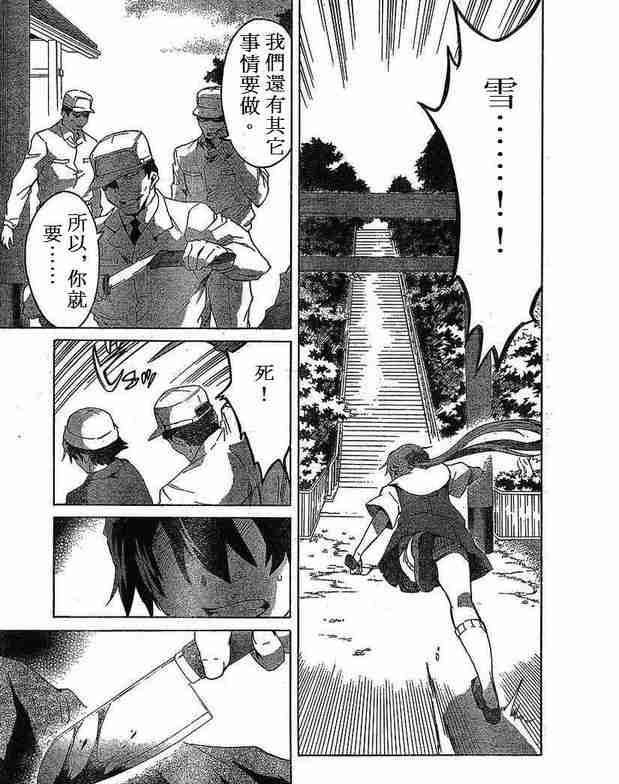 雪……！！
我們還有其它
事情要做。
所以，你就
要……
死！